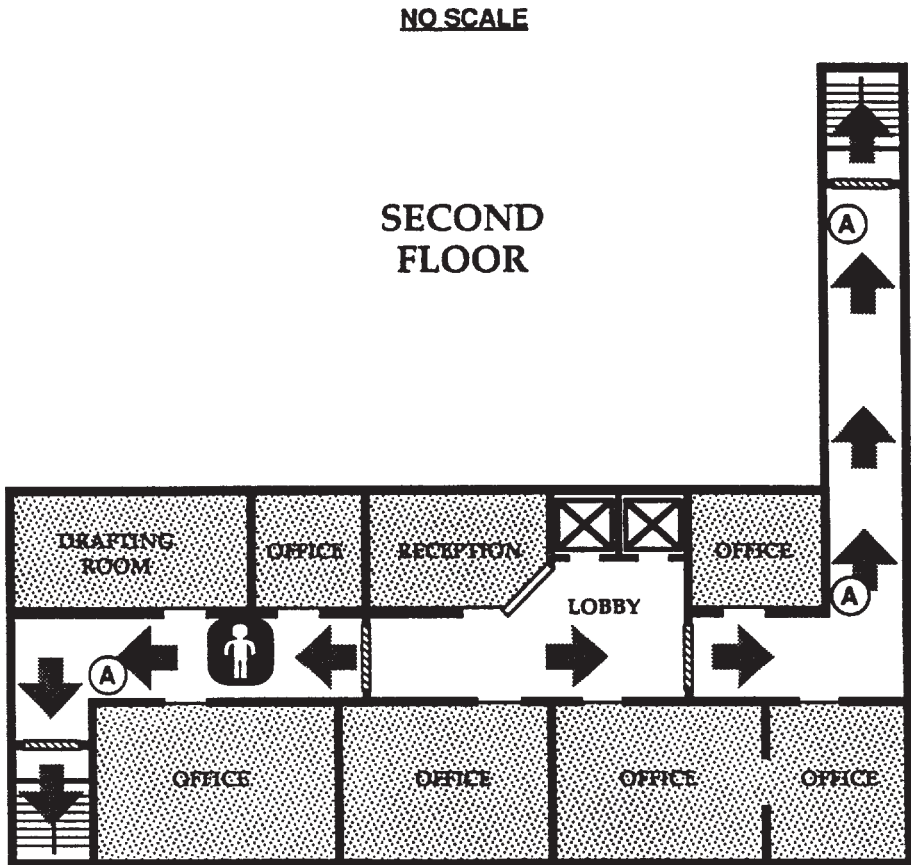 NO SCALE
SECOND
FLOOR
A
DRAFTING
ROOM
OFFICE
RECEPTION
OFFICE
LOBBY
A
A
OFFICE
OFFICE
OFFICE
OFFICE